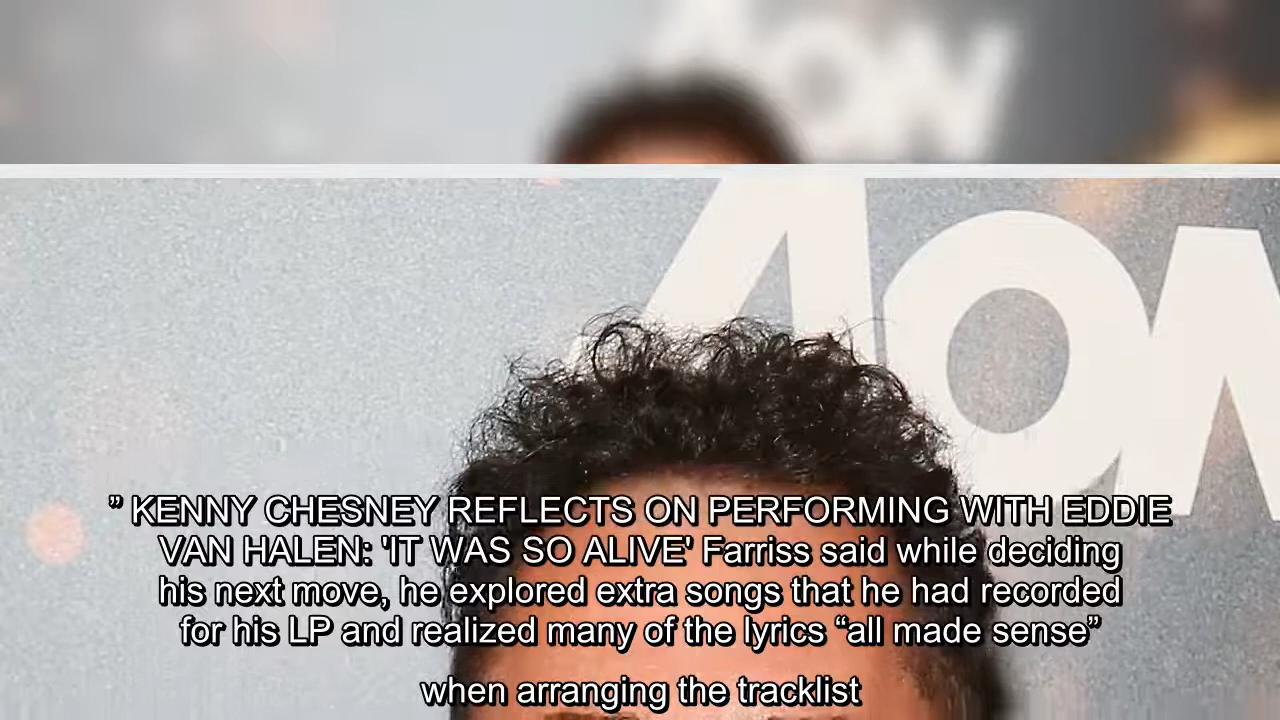 AOW
AOM
” KENNY CHESNEY REFLECTS ON PERFORMING WITH EDDIE
VAN HALEN: 'IT WAS SO ALIVE' Farriss said while deciding
his next move, he explored extra songs that he had recorded
for his LP and realized many of the lyrics “all made sense”
when arranging the tracklist